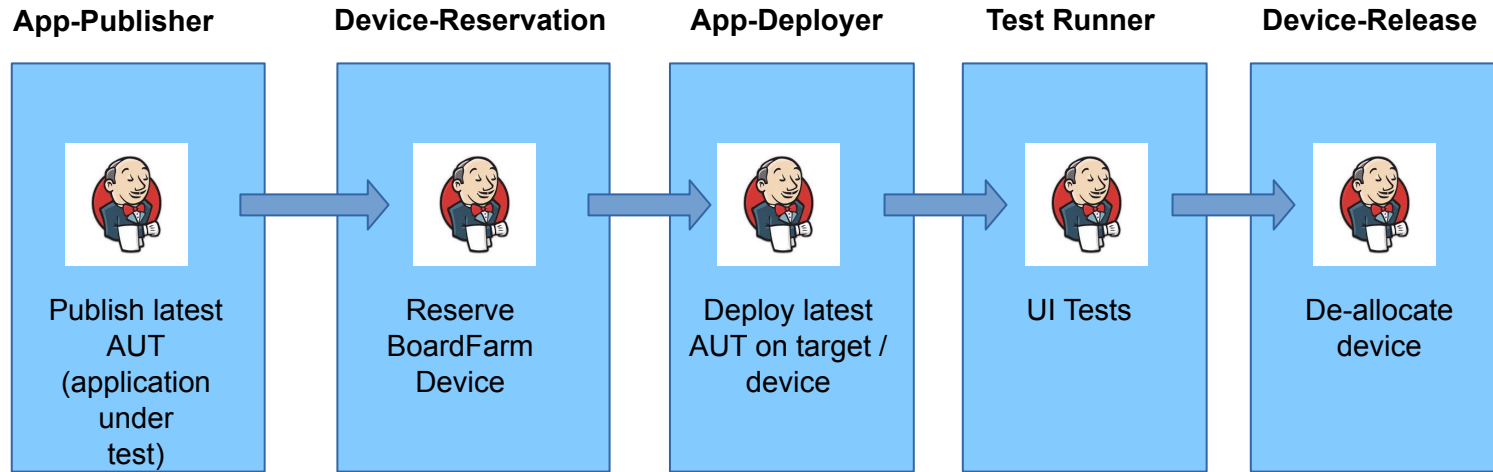 App-Publisher
Device-Reservation
App-Deployer
Test Runner
Device-Release
Publish latest
AUT
(application
under
test)
Reserve
BoardFarm
Device
Deploy latest
AUT on target /
device
UI Tests
De-allocate
device